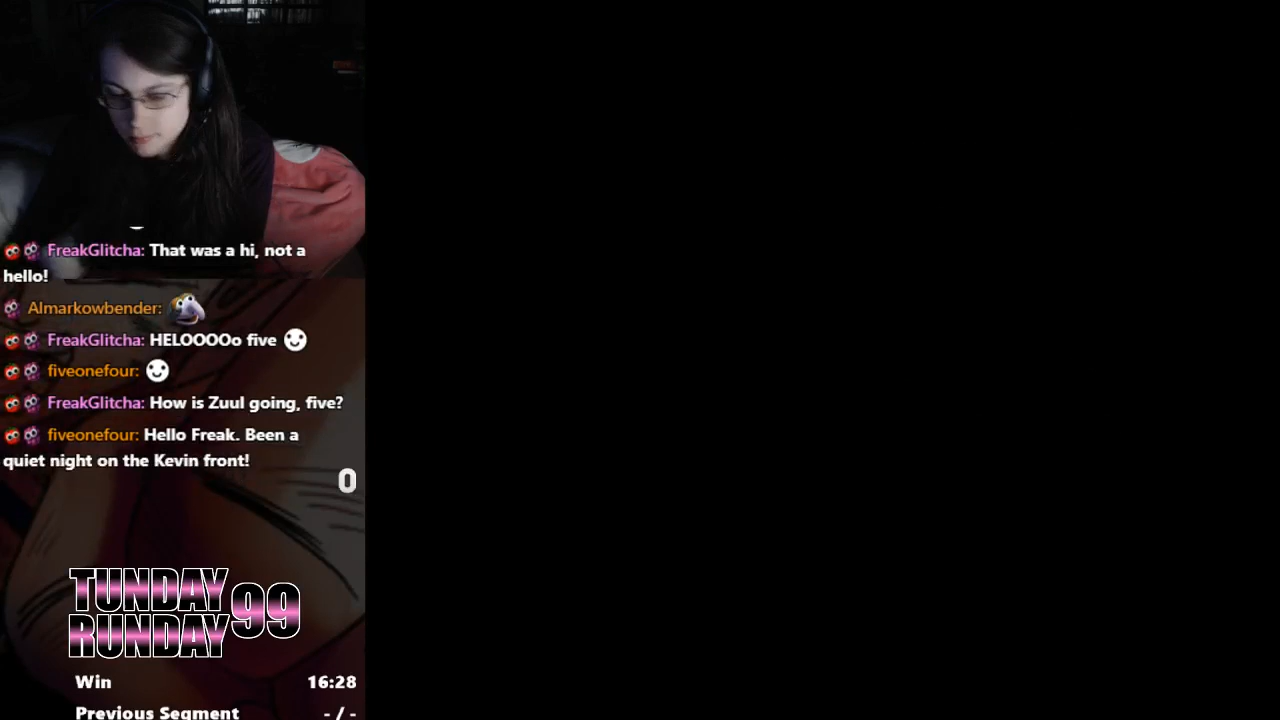 FreakGlitcha: That was a hi, not a
hello!
Almarkowbender:
FreakGlitcha: HELOOOOo five
fiveonefour:
FreakGlitcha: How is Zuul going, five?
fiveonefour: Hello Freak. Been a
quiet night on the Kevin front!
0
TUNDAY
RUNDAY 99
Win 16:28
Previous Segment - / -